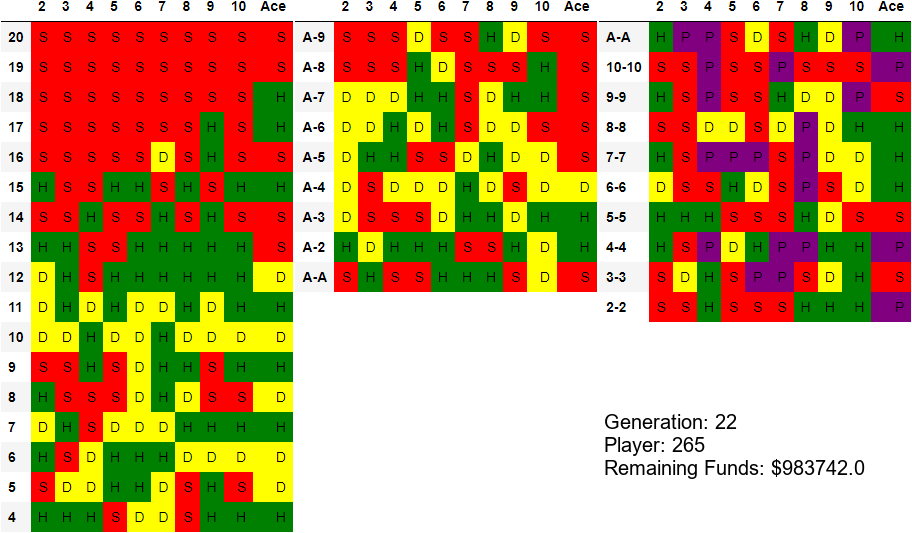 2 3 4 5 6 7 8 9 10 Ace
20 S S S S S S S S S S
19 S S S S S S S S S S
18 S S S S S S S S S H
17 S S S S S S S H S H
16 S S S S S D S H S S
15 H S S H H S H S H H
14 S S H S S H S H S S
13 H H S S H H H H H S
12 D H S H H H H H H D
11 D H D H D D H D H H
10 D D H D D H D D D D
9 S S H S D H H S H H
8 H S S S D H D S S D
7 D H S D D D H H H H
6 H S D H H H D D D D
5 S D D H H D S H S D
4 H H H S D D S H H H
2 3 4 5 6 7 8 9 10 Ace
A-9 S S S D S S H D S S
A-8 S S S H D S S S H S
A-7 D D D H H S D H H S
A-6 D D H D H S D D S S
A-5 D H H S S D H D D S
A-4 D S D D D H D S D D
A-3 D S S S D H H D H H
A-2 H D H H H S S H D H
A-A S H S S H H H S D S
2 3 4 5 6 7 8 9 10 Ace
A-A H P P S D S H D P H
10-10 S S P S S P S S S P
9-9 H S P S S H D D P S
8-8 S S D D S D P D H H
7-7 H S P P P S P D D H
6-6 D S S H D S P S D H
5-5 H H H S S S H D S S
4-4 H S P D H P P H H P
3-3 S D H S P P S D H S
2-2 S S H S S S H H H P
Generation: 22
Player: 265
Remaining Funds: $983742.0